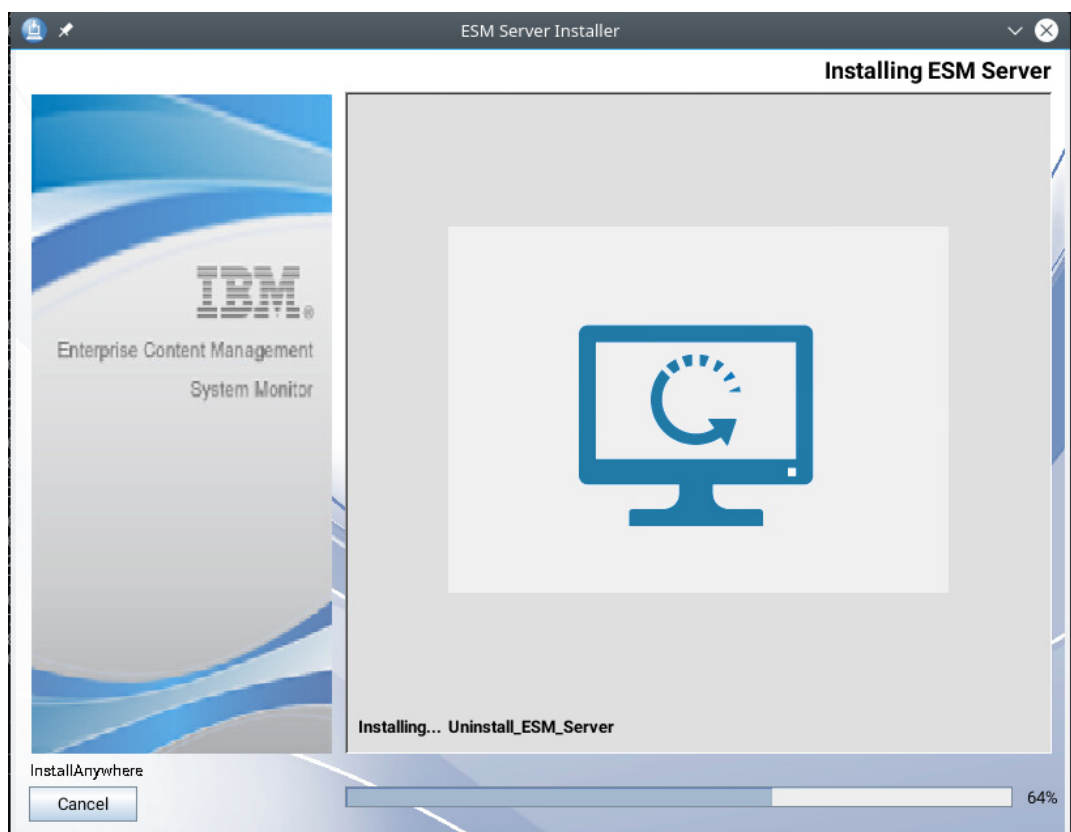 ESM Server Installer
Installing ESM Server
IBM®
Enterprise Content Management
System Monitor
Installing... Uninstall_ESM_Server
InstallAnywhere
Cancel
64%